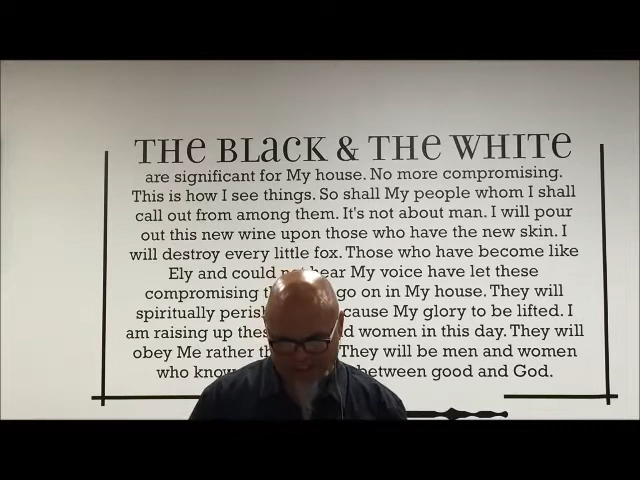 THE BLACK & THE WHITE
are significant for My house. No more compromising.
This is how I see things. So shall My people whom I shall
call out from among them. It's not about man. I will pour
out this new wine upon those who have the new skin. I
will destroy every little fox. Those who have become like
Ely and could not hear My voice have let these
compromising go on in My house. They will
spiritually cause My glory to be lifted. I
am raising up women in this day. They will
obey Me rather They will be men and women
who between good and God.